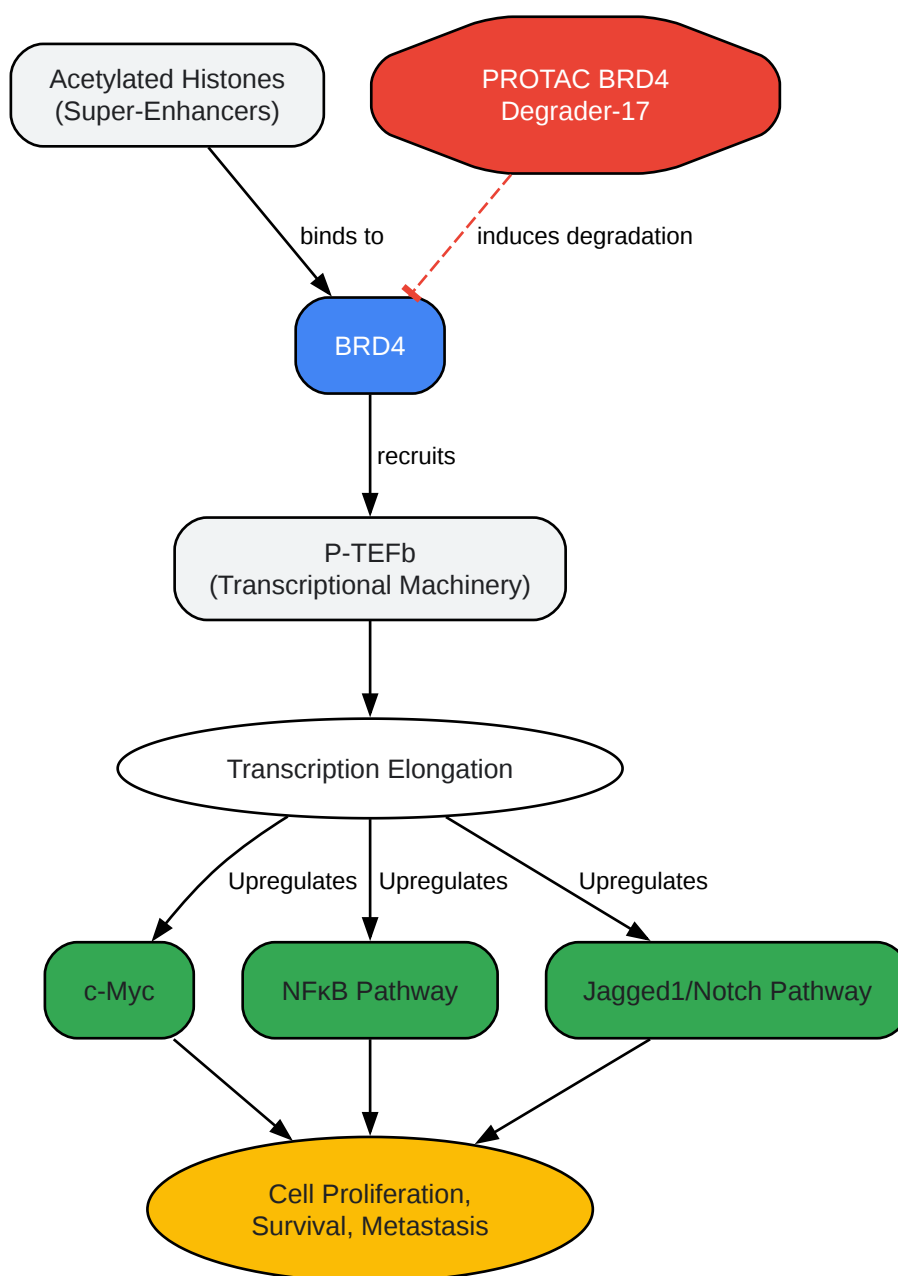 Acetylated Histones
(Super-Enhancers)
PROTAC BRD4
Degrader-17
binds to
induces degradation
BRD4
recruits
P-TEFb
(Transcriptional Machinery)
Transcription Elongation
Upregulates
Upregulates
Upregulates
c-Myc
NFκB Pathway
Jagged1/Notch Pathway
Cell Proliferation,
Survival, Metastasis